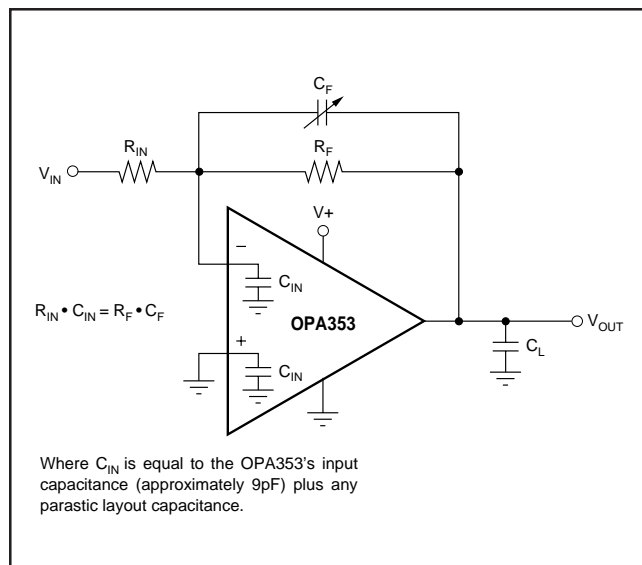 C_F
R_IN
R_F
V_IN
V+
−
C_IN
R_IN • C_IN = R_F • C_F
OPA353
+
C_IN
V_OUT
C_L
Where C_IN is equal to the OPA353's input
capacitance (approximately 9pF) plus any
parastic layout capacitance.